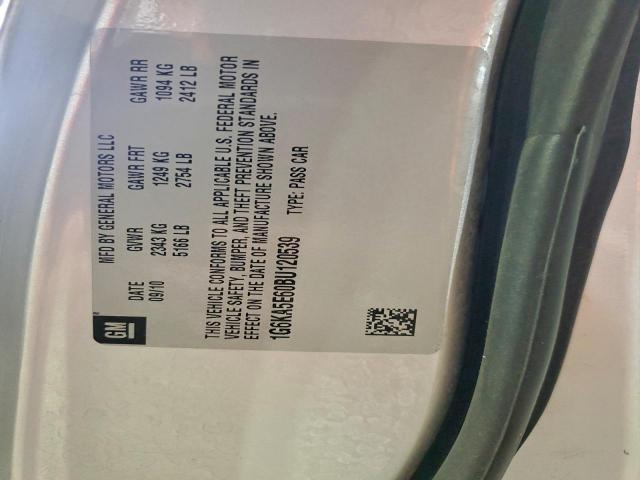 GM
MFD BY GENERAL MOTORS LLC
DATE GVWR GAWR FRT GAWR RR
09/10 2343 KG 1249 KG 1094 KG
5166 LB 2754 LB 2412 LB
THIS VEHICLE CONFORMS TO ALL APPLICABLE U.S. FEDERAL MOTOR
VEHICLE SAFETY, BUMPER, AND THEFT PREVENTION STANDARDS IN
EFFECT ON THE DATE OF MANUFACTURE SHOWN ABOVE.
1G6KA5E60BU120539 TYPE: PASS CAR